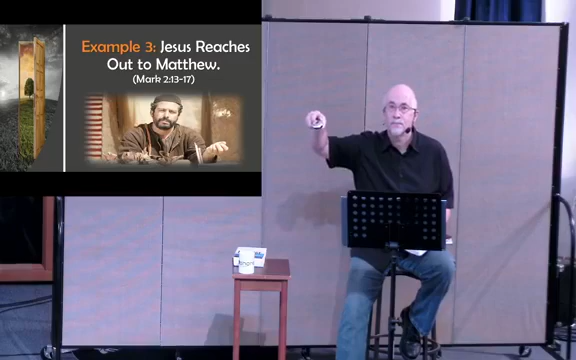 Example 3: Jesus Reaches
Out to Matthew.
(Mark 2:13-17)